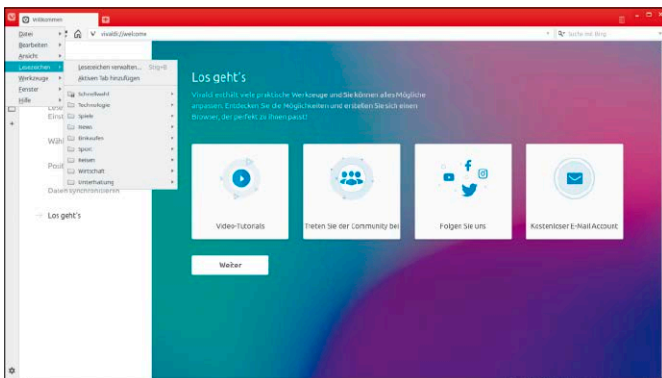 Willkommen
Datei
vivaldi://welcome
Suche mit Bing
Bearbeiten
Ansicht
Lesezeichen
Lesezeichen verwalten... Strg+B
Werkzeuge
Aktiven Tab hinzufügen
Fenster
Hilfe
Schnellwahl
Technologie
Spiele
News
Einkaufen
Sport
Reisen
Wirtschaft
Unterhaltung
Daten synchronisieren
Los geht's
Los geht's
Vivaldi enthält viele praktische Werkzeuge und Sie können alles Mögliche
anpassen. Entdecken Sie die Möglichkeiten und erstellen Sie sich einen
Browser, der perfekt zu Ihnen passt!
Video-Tutorials
Treten Sie der Community bei
Folgen Sie uns
Kostenloser E-Mail Account
Weiter